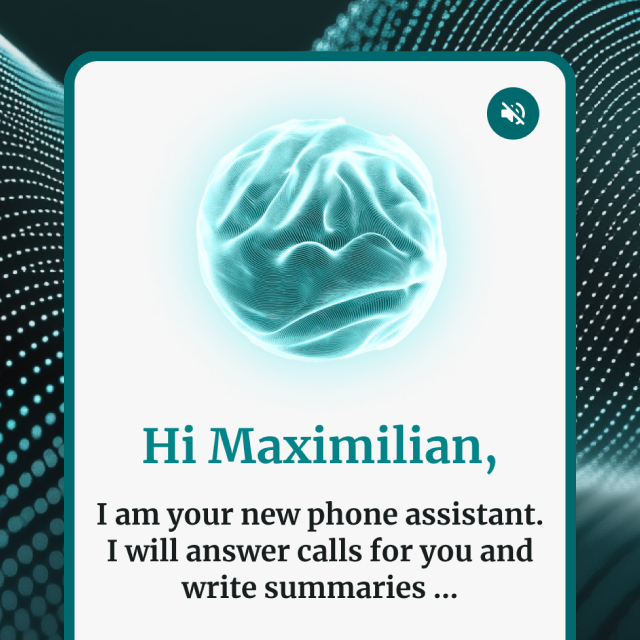 Hi Maximilian,
I am your new phone assistant.
I will answer calls for you and
write summaries ...